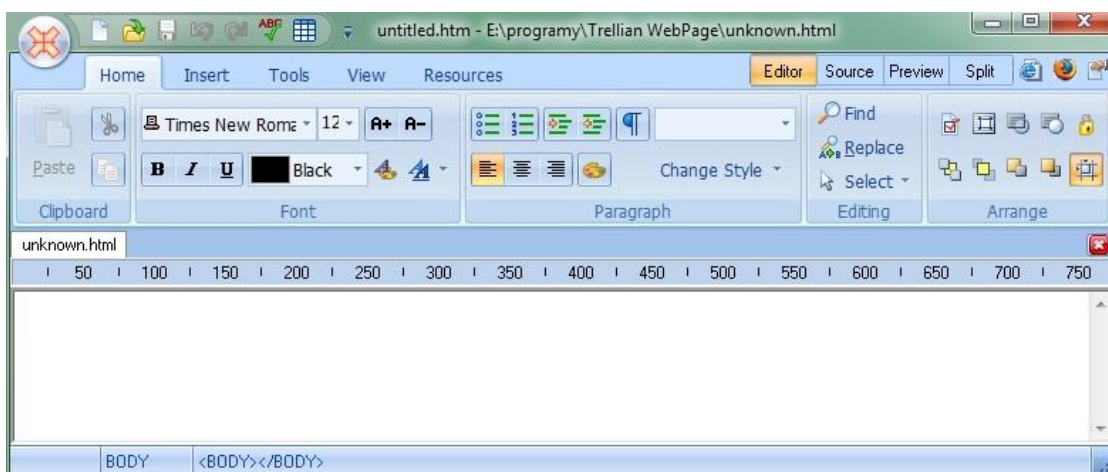 ABC untitled.htm - E:\programy\Trellian WebPage\unknown.html
Home Insert Tools View Resources Editor Source Preview Split
Times New Roma 12 A+ A- Find
Replace
Paste B I U Black Change Style Select
Clipboard Font Paragraph Editing Arrange
unknown.html
50 100 150 200 250 300 350 400 450 500 550 600 650 700 750
BODY <BODY></BODY>